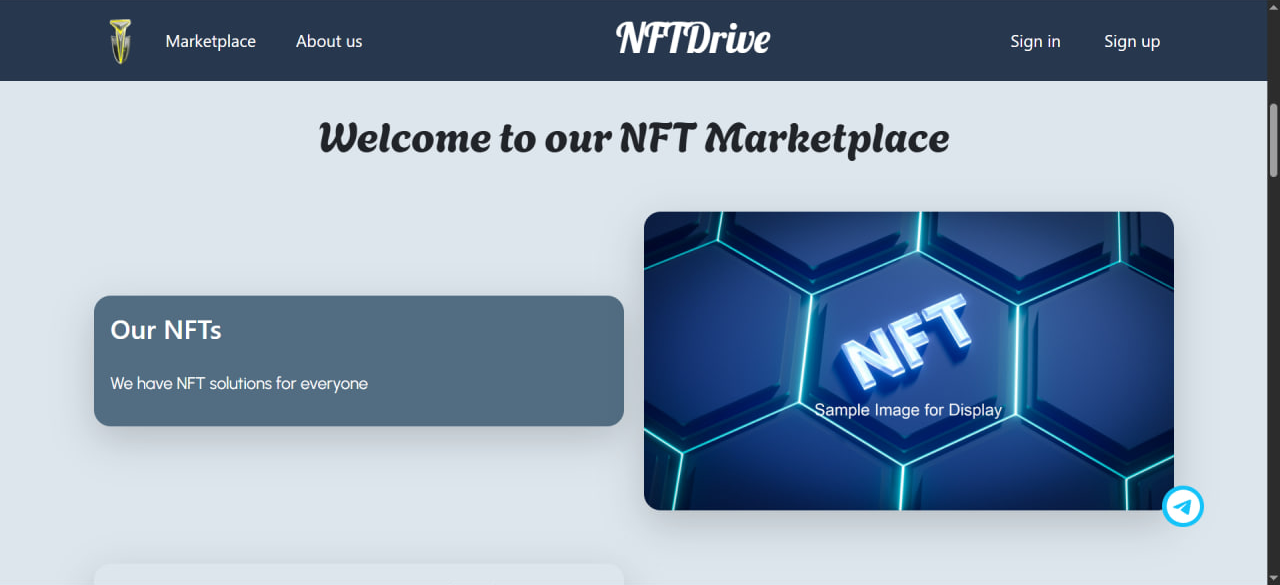 Marketplace
About us
NFTDrive
Sign in
Sign up
Welcome to our NFT Marketplace
Our NFTs
We have NFT solutions for everyone
NFT
Sample Image for Display